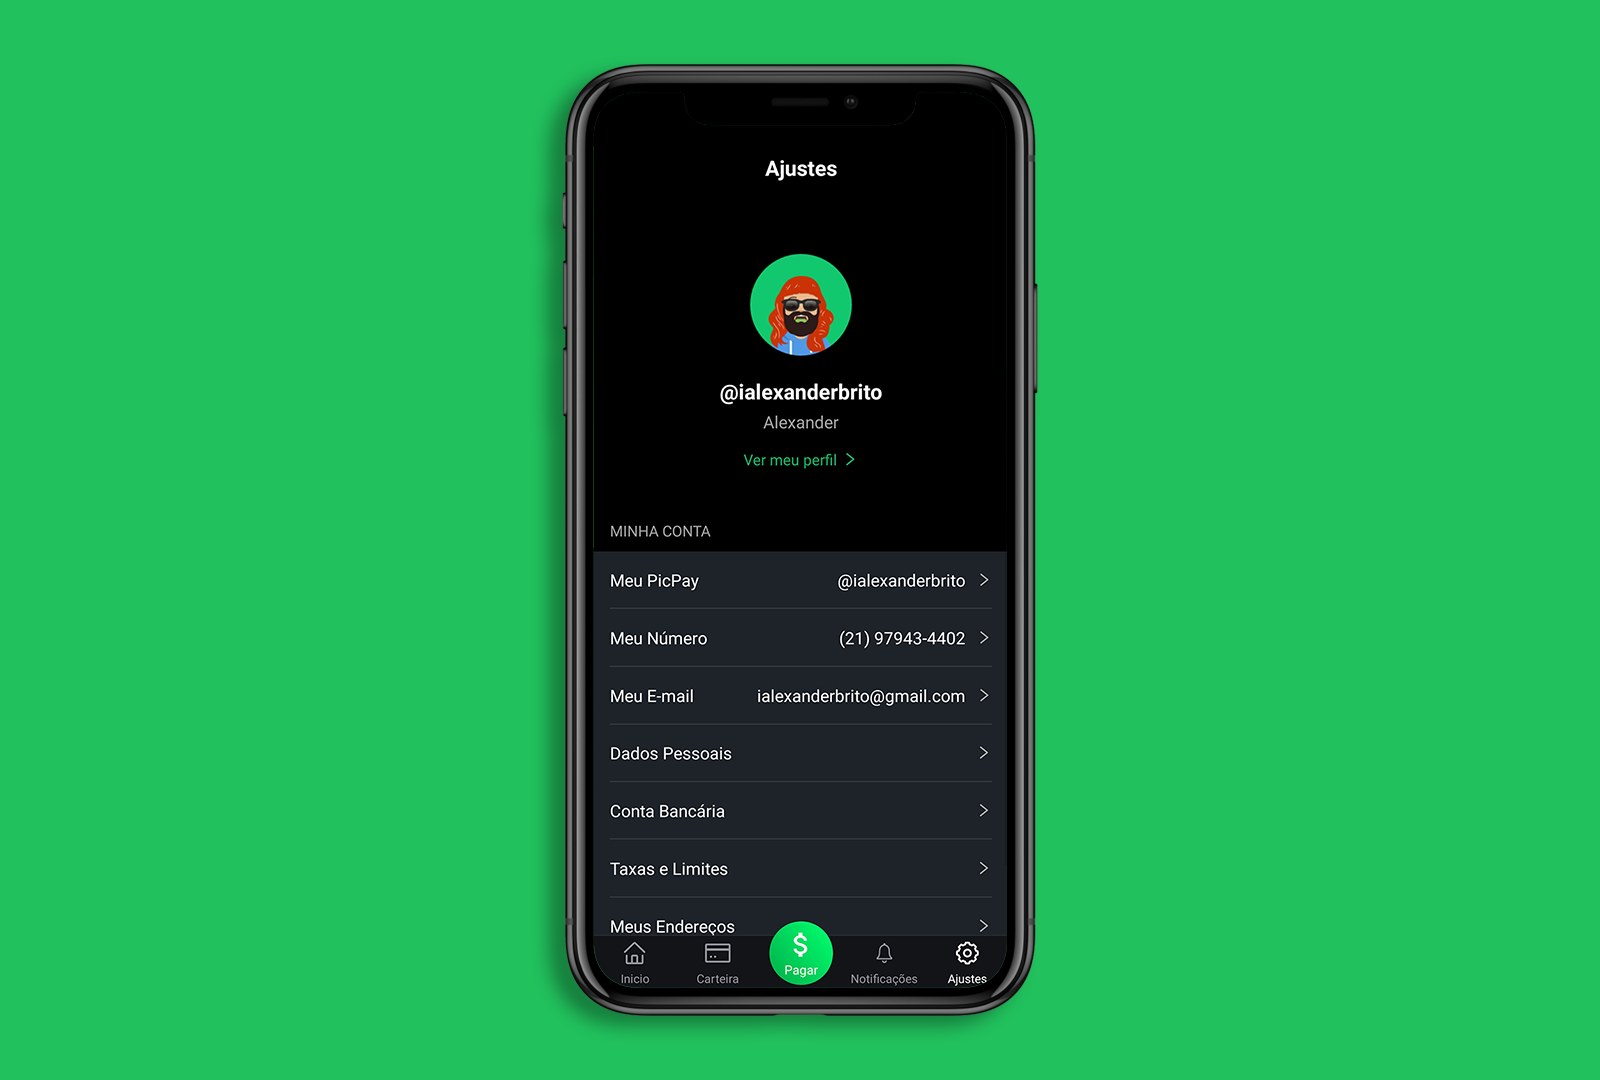 Ajustes
@ialexanderbrito
Alexander
Ver meu perfil
MINHA CONTA
Meu PicPay @ialexanderbrito
Meu Número (21) 97943-4402
Meu E-mail ialexanderbrito@gmail.com
Dados Pessoais
Conta Bancária
Taxas e Limites
Meus Endereços
$
Inicio Carteira Pagar Notificações Ajustes